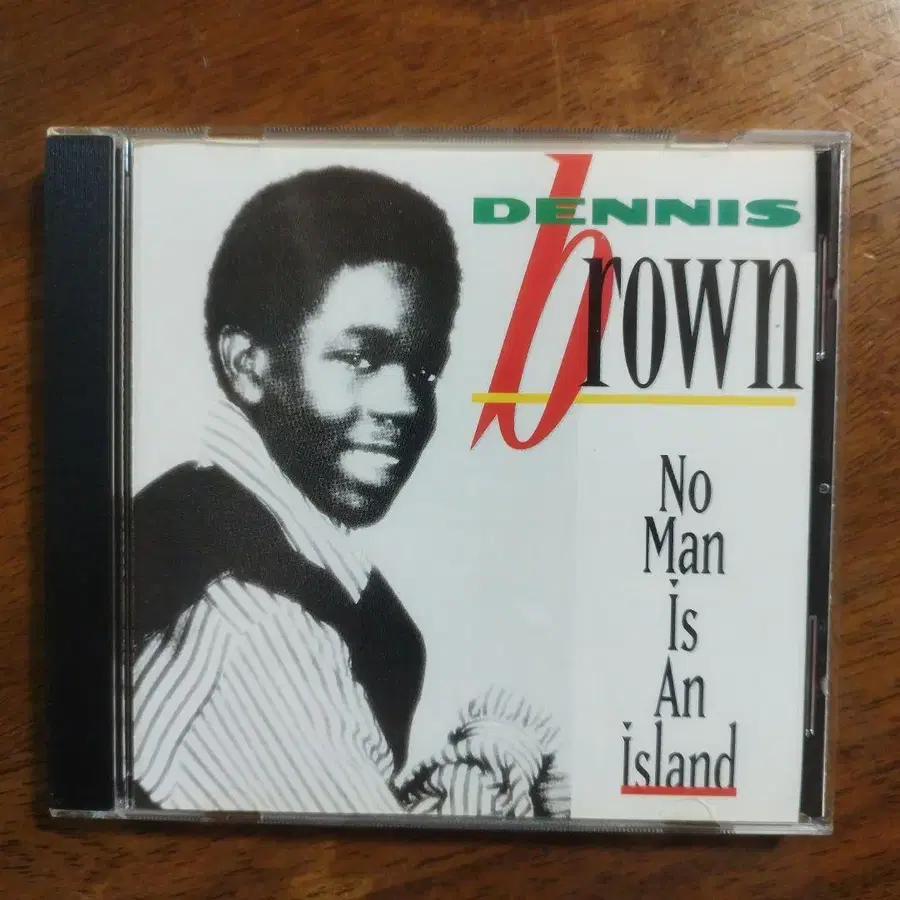 DENNIS
brown
No
Man
is
An
island